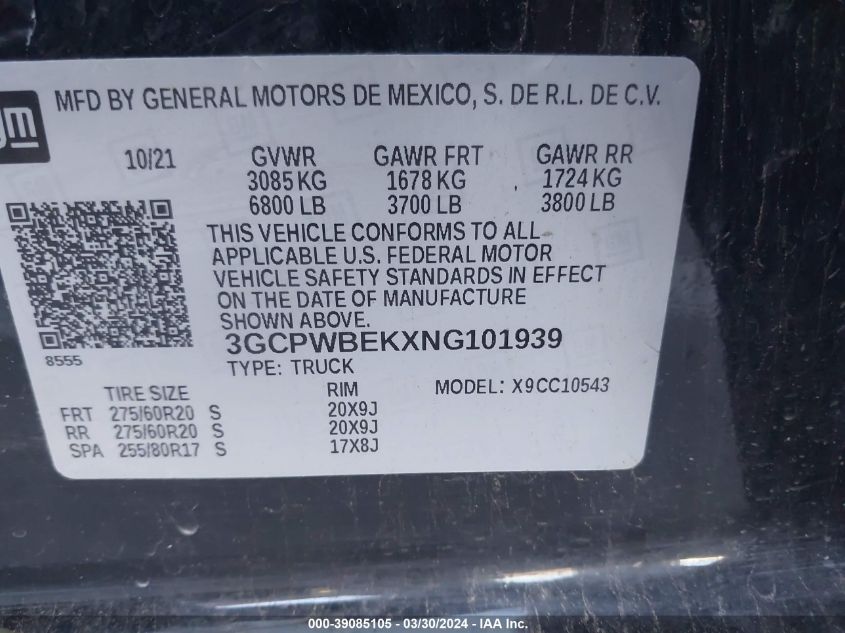 gm
MFD BY GENERAL MOTORS DE MEXICO, S. DE R.L. DE C.V.
10/21 GVWR GAWR FRT GAWR RR
3085 KG 1678 KG 1724 KG
6800 LB 3700 LB 3800 LB
THIS VEHICLE CONFORMS TO ALL
APPLICABLE U.S. FEDERAL MOTOR
VEHICLE SAFETY STANDARDS IN EFFECT
ON THE DATE OF MANUFACTURE
SHOWN ABOVE.
8555 3GCPWBEKXNG101939
TYPE: TRUCK
TIRE SIZE RIM MODEL: X9CC10543
FRT 275/60R20 S 20X9J
RR 275/60R20 S 20X9J
SPA 255/80R17 S 17X8J
000-39085105 - 03/30/2024 - IAA Inc.